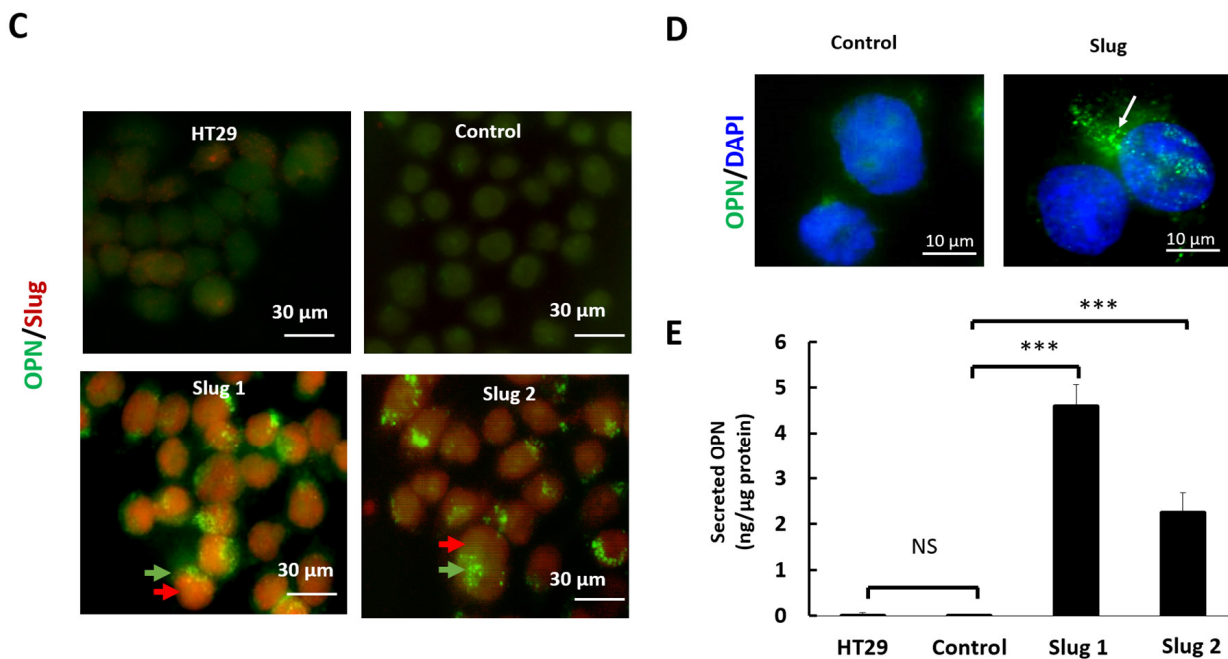 C
OPN/Slug
HT29
30 µm
Control
30 µm
Slug 1
30 µm
Slug 2
30 µm
D
Control
Slug
OPN/DAPI
10 µm
10 µm
E
Secreted OPN
(ng/µg protein)
6
5
4
3
2
1
0
NS
***
***
HT29
Control
Slug 1
Slug 2